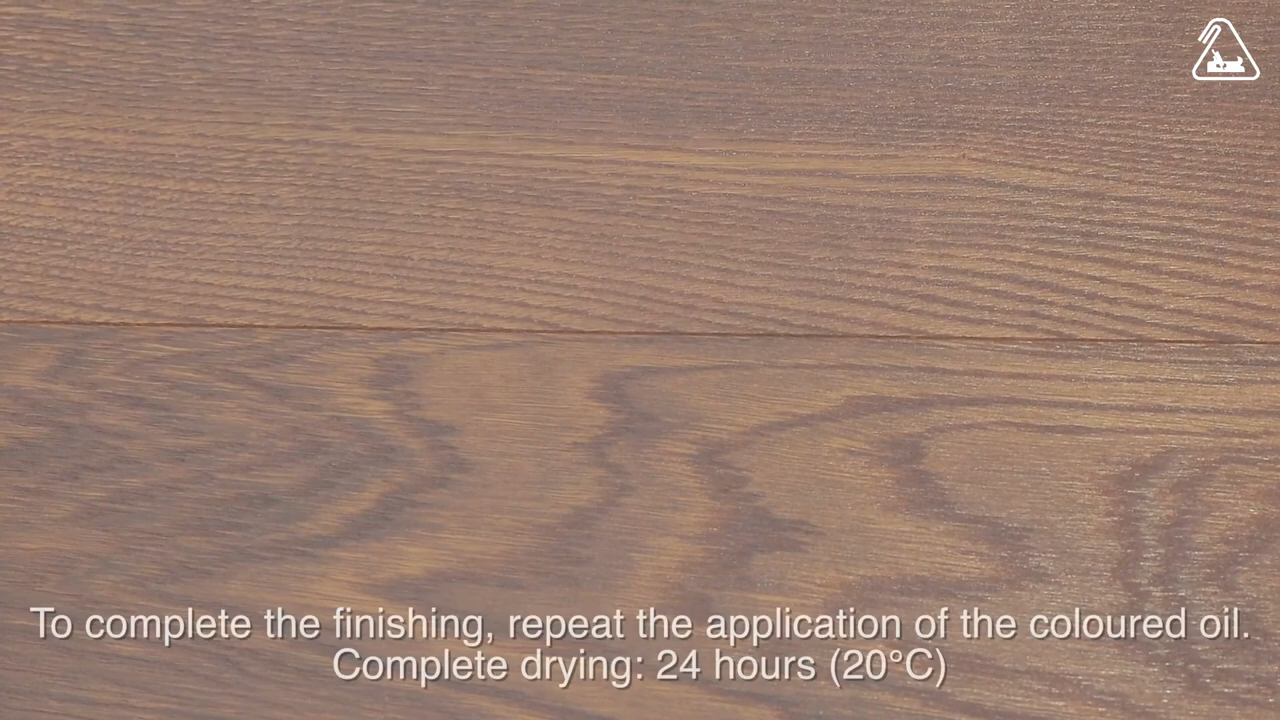 To complete the finishing, repeat the application of the coloured oil.
Complete drying: 24 hours (20°C)